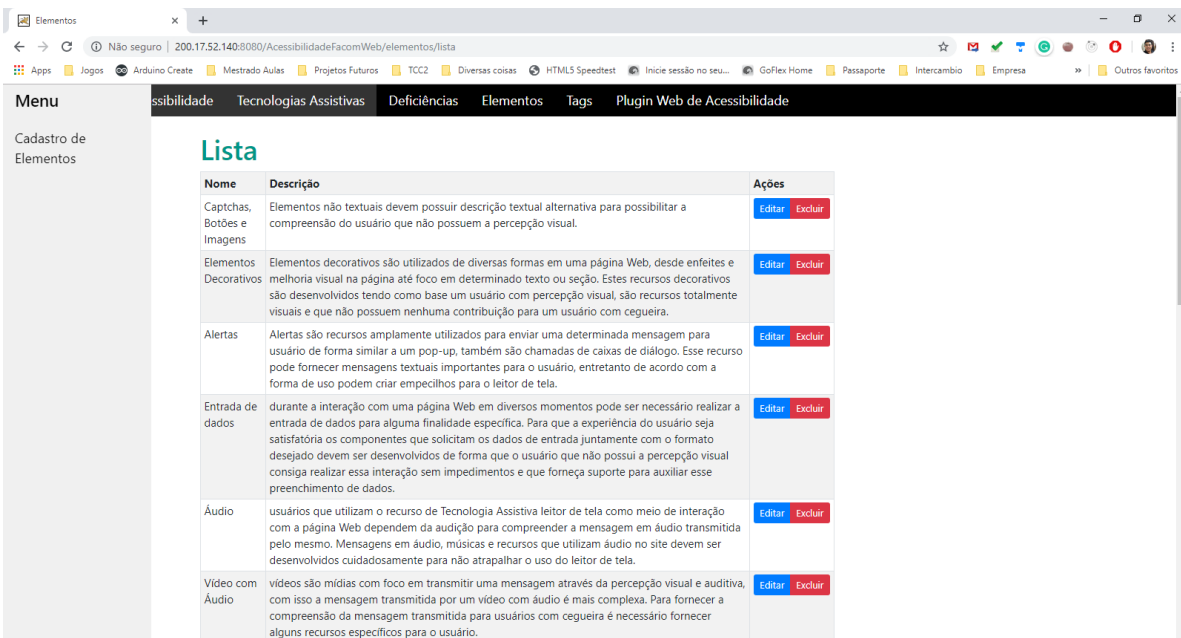 Elementos
Não seguro | 200.17.52.140:8080/AcessibilidadeFacomWeb/elementos/lista
Apps Jogos Arduino Create Mestrado Aulas Projetos Futuros TCC2 Diversas coisas HTML5 Speedtest Inicie sessão no seu... GoFlex Home Passaporte Intercambio Empresa » Outros favoritos
Menu ssibilidade Tecnologias Assistivas Deficiências Elementos Tags Plugin Web de Acessibilidade
Cadastro de
Elementos
Lista
Nome Descrição Ações
Captchas, Elementos não textuais devem possuir descrição textual alternativa para possibilitar a Editar Excluir
Botões e compreensão do usuário que não possuem a percepção visual.
Imagens
Elementos Elementos decorativos são utilizados de diversas formas em uma página Web, desde enfeites e Editar Excluir
Decorativos melhoria visual na página até foco em determinado texto ou seção. Estes recursos decorativos
são desenvolvidos tendo como base um usuário com percepção visual, são recursos totalmente
visuais e que não possuem nenhuma contribuição para um usuário com cegueira.
Alertas Alertas são recursos amplamente utilizados para enviar uma determinada mensagem para Editar Excluir
usuário de forma similar a um pop-up, também são chamadas de caixas de diálogo. Esse recurso
pode fornecer mensagens textuais importantes para o usuário, entretanto de acordo com a
forma de uso podem criar empecilhos para o leitor de tela.
Entrada de durante a interação com uma página Web em diversos momentos pode ser necessário realizar a Editar Excluir
dados entrada de dados para alguma finalidade específica. Para que a experiência do usuário seja
satisfatória os componentes que solicitam os dados de entrada juntamente com o formato
desejado devem ser desenvolvidos de forma que o usuário que não possui a percepção visual
consiga realizar essa interação sem impedimentos e que forneça suporte para auxiliar esse
preenchimento de dados.
Áudio usuários que utilizam o recurso de Tecnologia Assistiva leitor de tela como meio de interação Editar Excluir
com a página Web dependem da audição para compreender a mensagem em áudio transmitida
pelo mesmo. Mensagens em áudio, músicas e recursos que utilizam áudio no site devem ser
desenvolvidos cuidadosamente para não atrapalhar o uso do leitor de tela.
Vídeo com vídeos são mídias com foco em transmitir uma mensagem através da percepção visual e auditiva, Editar Excluir
Áudio com isso a mensagem transmitida por um vídeo com áudio é mais complexa. Para fornecer a
compreensão da mensagem transmitida para usuários com cegueira é necessário fornecer
alguns recursos específicos para o usuário.